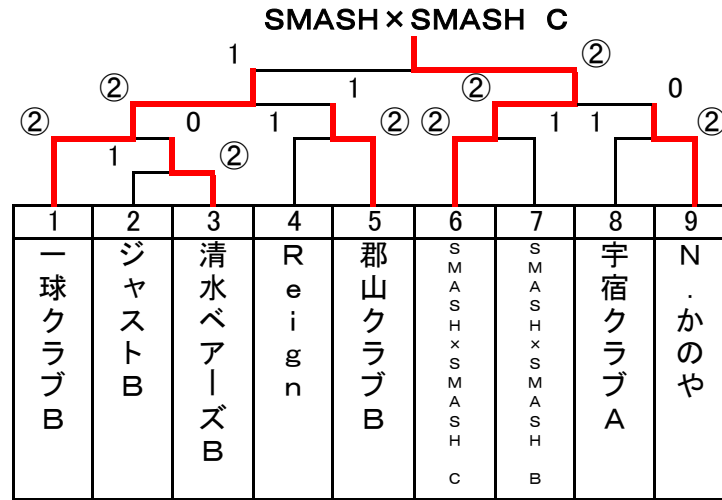 SMASH×SMASH C
1 ②
② 1 ② 0
② 0 1 ② ② 1 1 ②
1 ②
1 2 3 4 5 6 7 8 9
一球クラブB
ジャストB
清水ベアーズB
Reign
郡山クラブB
SMASH×SMASH C
SMASH×SMASH B
宇宿クラブA
N.かのや